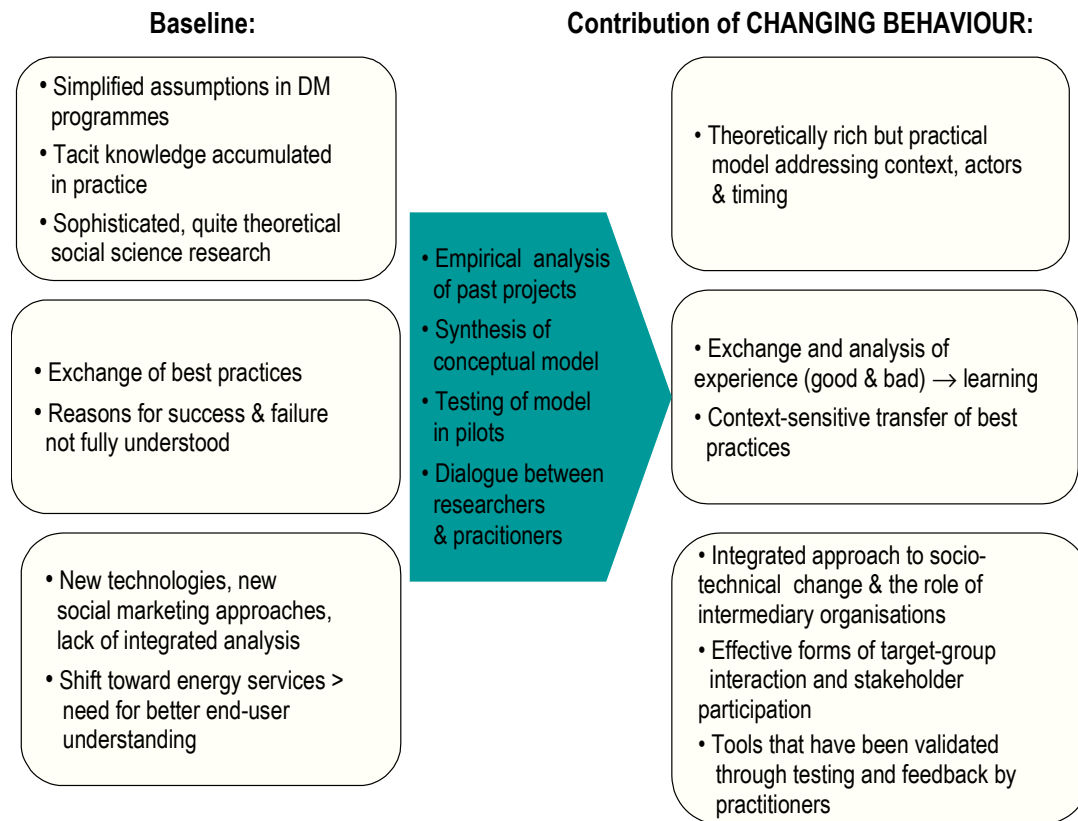 Baseline:
• Simplified assumptions in DM
programmes
• Tacit knowledge accumulated
in practice
• Sophisticated, quite theoretical
social science research
• Exchange of best practices
• Reasons for success & failure
not fully understood
• New technologies, new
social marketing approaches,
lack of integrated analysis
• Shift toward energy services >
need for better end-user
understanding
• Empirical analysis
of past projects
• Synthesis of
conceptual model
• Testing of model
in pilots
• Dialogue between
researchers
& pracitioners
Contribution of CHANGING BEHAVIOUR:
• Theoretically rich but practical
model addressing context, actors
& timing
• Exchange and analysis of
experience (good & bad) → learning
• Context-sensitive transfer of best
practices
• Integrated approach to socio-
technical change & the role of
intermediary organisations
• Effective forms of target-group
interaction and stakeholder
participation
• Tools that have been validated
through testing and feedback by
practitioners